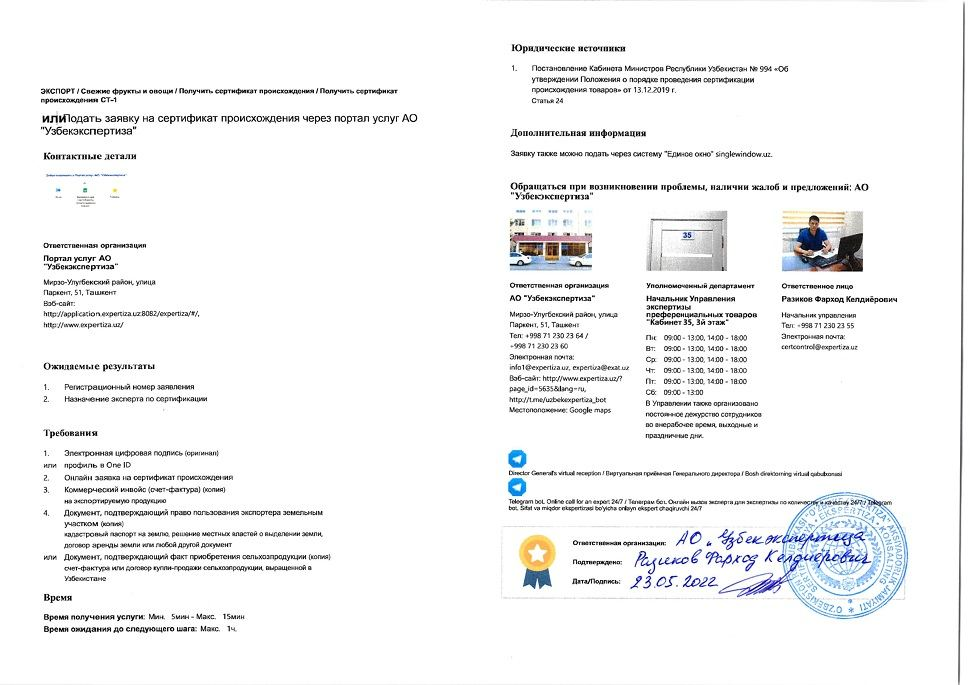 ЭКСПОРТ / Свежие фрукты и овощи / Получить сертификат происхождения / Получить сертификат
происхождения СТ-1
ИЛИ Подать заявку на сертификат происхождения через портал услуг АО
"Узбекэкспертиза"
Контактные детали
Ответственная организация
Портал услуг АО
"Узбекэкспертиза"
Мирзо-Улугбекский район, улица
Паркент, 51, Ташкент
Вэб-сайт:
http://application.expertiza.uz:8082/expertiza/#/,
http://www.expertiza.uz/
Ожидаемые результаты
1. Регистрационный номер заявления
2. Назначение эксперта по сертификации
Требования
1. Электронная цифровая подпись (оригинал)
или профиль в One ID
2. Онлайн заявка на сертификат происхождения
3. Коммерческий инвойс (счет-фактура) (копия)
на экспортируемую продукцию
4. Документ, подтверждающий право пользования экспортера земельным
участком (копия)
кадастровый паспорт на землю, решение местных властей о выделении земли,
договор аренды земли или любой другой документ
или Документ, подтверждающий факт приобретения сельхозпродукции (копия)
счет-фактура или договор купли-продажи сельхозпродукции, выращенной в
Узбекистане
Время
Время получения услуги: Мин. 5мин - Макс. 15мин
Время ожидания до следующего шага: Макс. 1ч.
Юридические источники
1. Постановление Кабинета Министров Республики Узбекистан № 994 «Об
утверждении Положения о порядке проведения сертификации
происхождения товаров» от 13.12.2019 г.
Статья 24
Дополнительная информация
Заявку также можно подать через систему "Единое окно" singlewindow.uz.
Обращаться при возникновении проблемы, наличии жалоб и предложений: АО
"Узбекэкспертиза"
35
Ответственная организация
АО "Узбекэкспертиза"
Мирзо-Улугбекский район, улица
Паркент, 51, Ташкент
Тел: +998 71 230 23 64 /
+998 71 230 23 60
Электронная почта:
info1@expertiza.uz, expertiza@exat.uz
Вэб-сайт: http://www.expertiza.uz/?
page_id=5635&lang=ru,
http://t.me/uzbekexpertiza_bot
Местоположение: Google maps
Уполномоченный департамент
Начальник Управления
экспертизы
преференциальных товаров
"Кабинет 35, 3й этаж"
Пн: 09:00 - 13:00, 14:00 - 18:00
Вт: 09:00 - 13:00, 14:00 - 18:00
Ср: 09:00 - 13:00, 14:00 - 18:00
Чт: 09:00 - 13:00, 14:00 - 18:00
Пт: 09:00 - 13:00, 14:00 - 18:00
Сб: 09:00 - 13:00
В Управлении также организовано
постоянное дежурство сотрудников
во внерабочее время, выходные и
праздничные дни.
Ответственное лицо
Разиков Фарход Келдиёрович
Начальник управления
Тел: +998 71 230 23 55
Электронная почта:
certcontrol@expertiza.uz
Director General's virtual reception / Виртуальная приёмная Генерального директора / Bosh direktorning virtual qabulxonasi
Telegram bot. Online call for an expert 24/7 / Телеграм бот. Онлайн вызов эксперта для экспертизы по количеству и качеству 24/7 / Telegram
bot. Sifat va miqdor ekspertizasi bo'yicha onlayn ekspert chaqiruvchi 24/7
Ответственная организация: АО „Узбекэкспертиза
Подтверждено: Разиков Фарход Келдиерович
Дата/Подпись: 23.05.2022